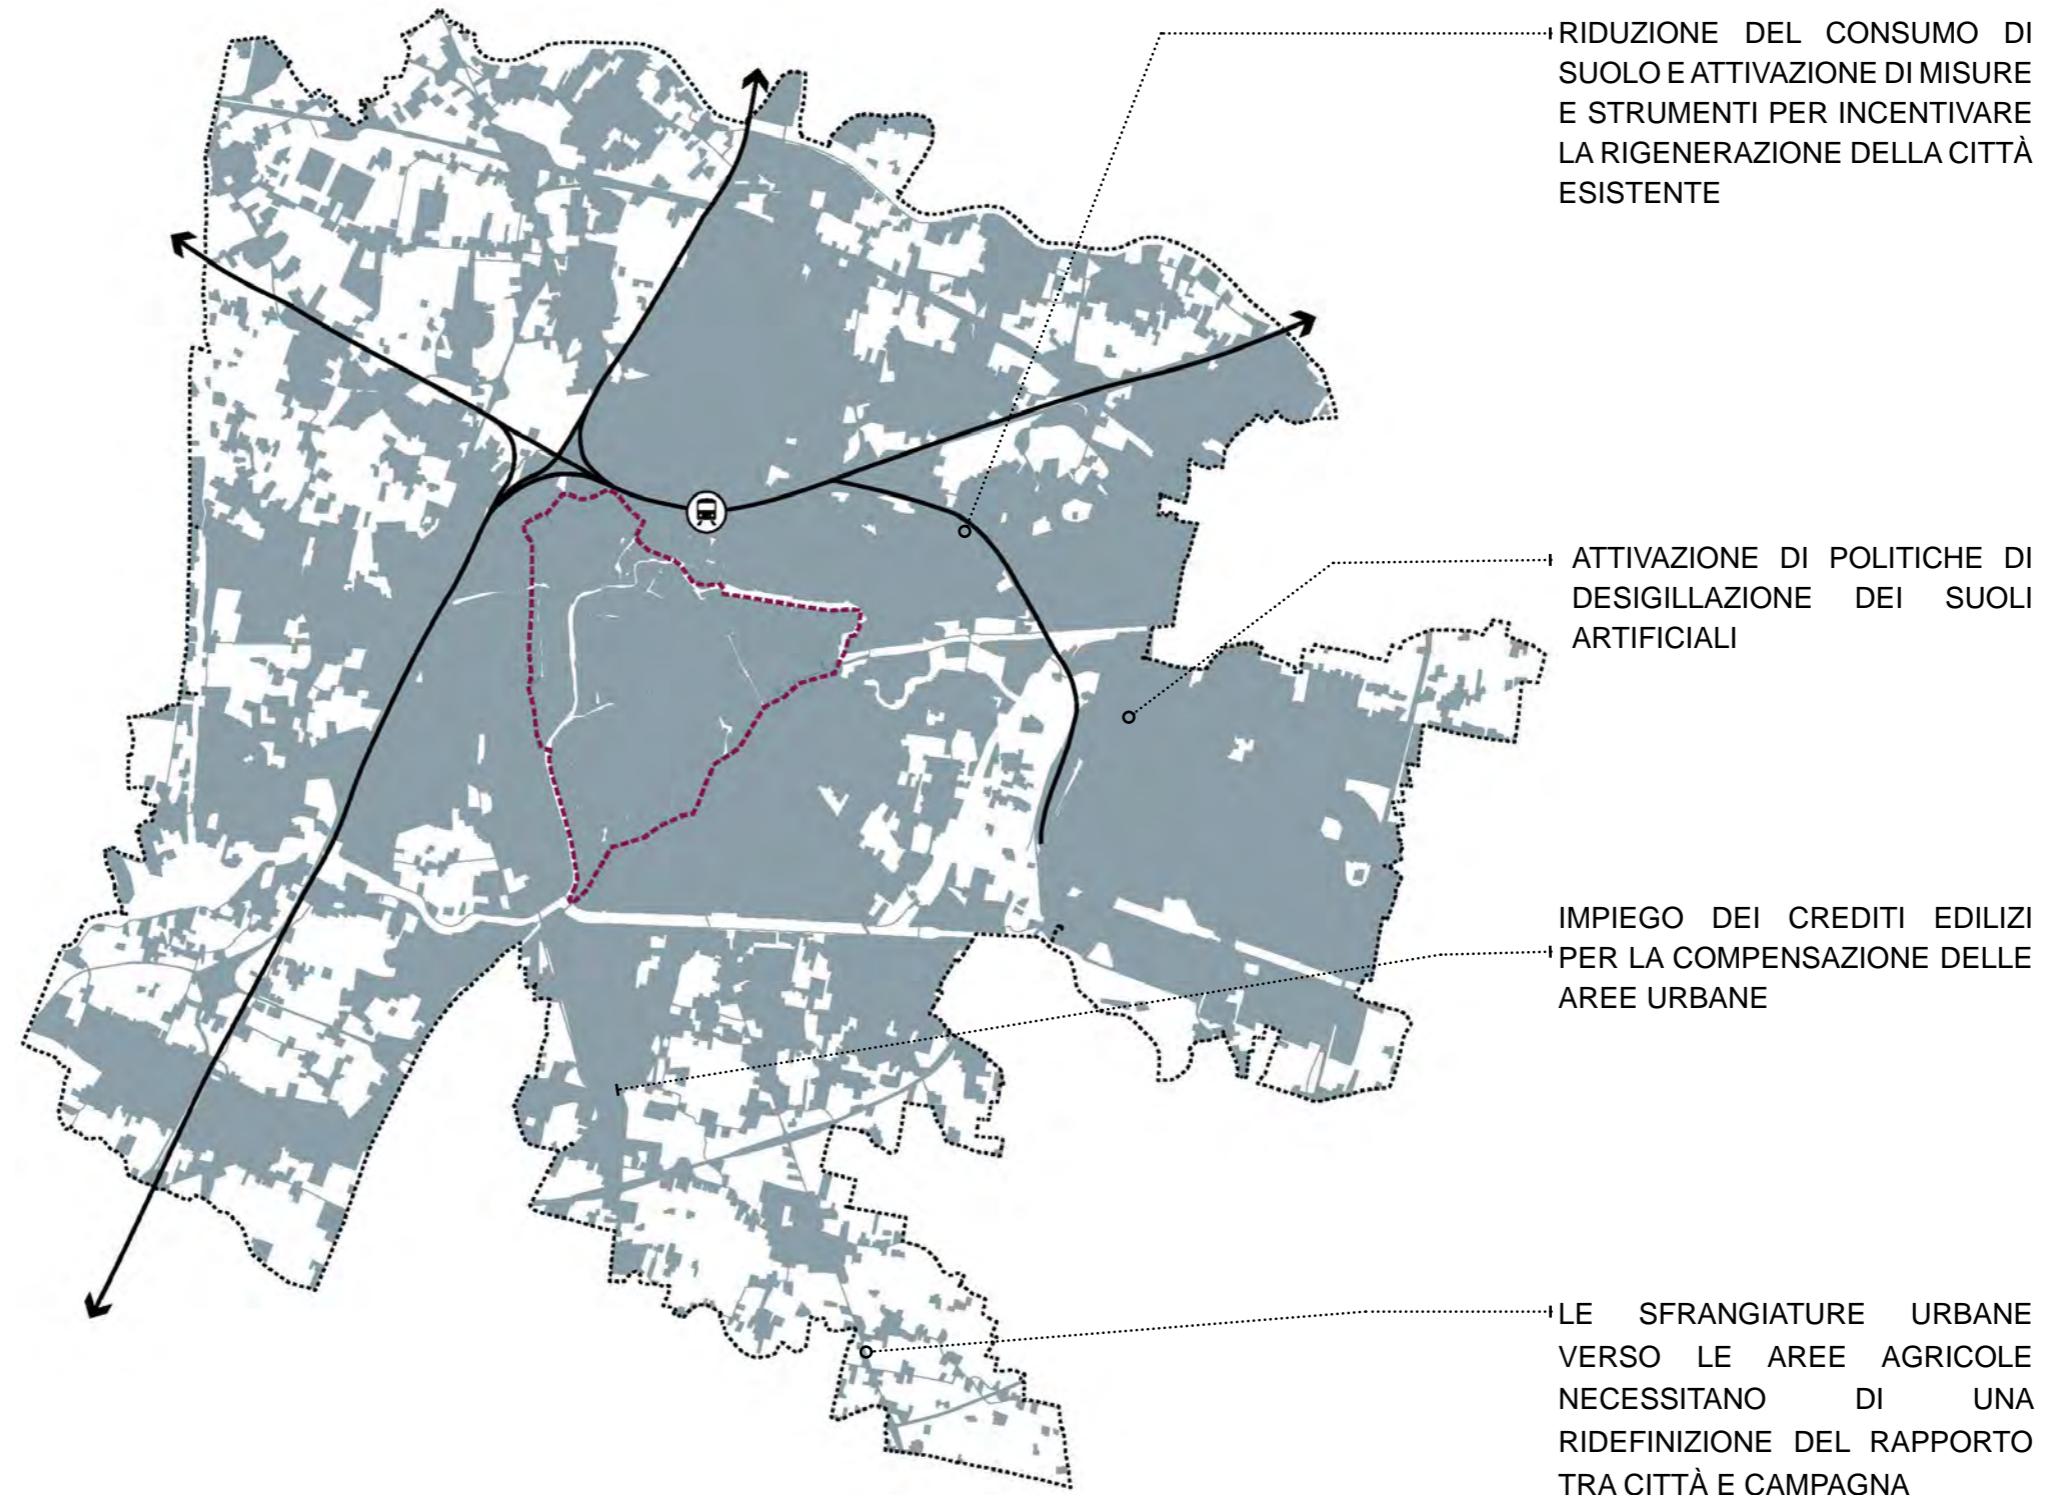 RIDUZIONE DEL CONSUMO DI
SUOLO E ATTIVAZIONE DI MISURE
E STRUMENTI PER INCENTIVARE
LA RIGENERAZIONE DELLA CITTÀ
ESISTENTE
ATTIVAZIONE DI POLITICHE DI
DESIGILLAZIONE DEI SUOLI
ARTIFICIALI
IMPIEGO DEI CREDITI EDILIZI
PER LA COMPENSAZIONE DELLE
AREE URBANE
LE SFRANGIATURE URBANE
VERSO LE AREE AGRICOLE
NECESSITANO DI UNA
RIDEFINIZIONE DEL RAPPORTO
TRA CITTÀ E CAMPAGNA